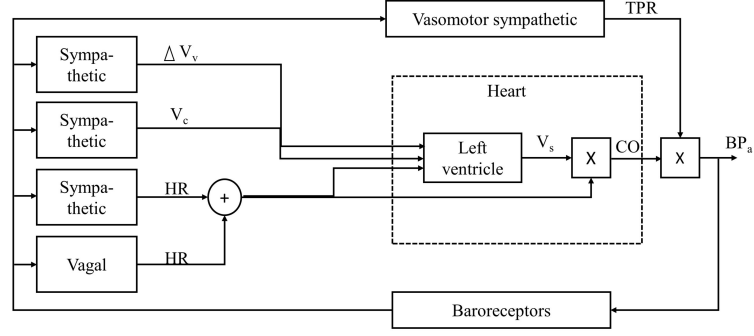 Vasomotor sympathetic
TPR
Sympa-
thetic
Δ Vv
Heart
Sympa-
thetic
Vc
Left
ventricle
Vs
X
CO
X
BPa
Sympa-
thetic
HR
+
Vagal
HR
Baroreceptors